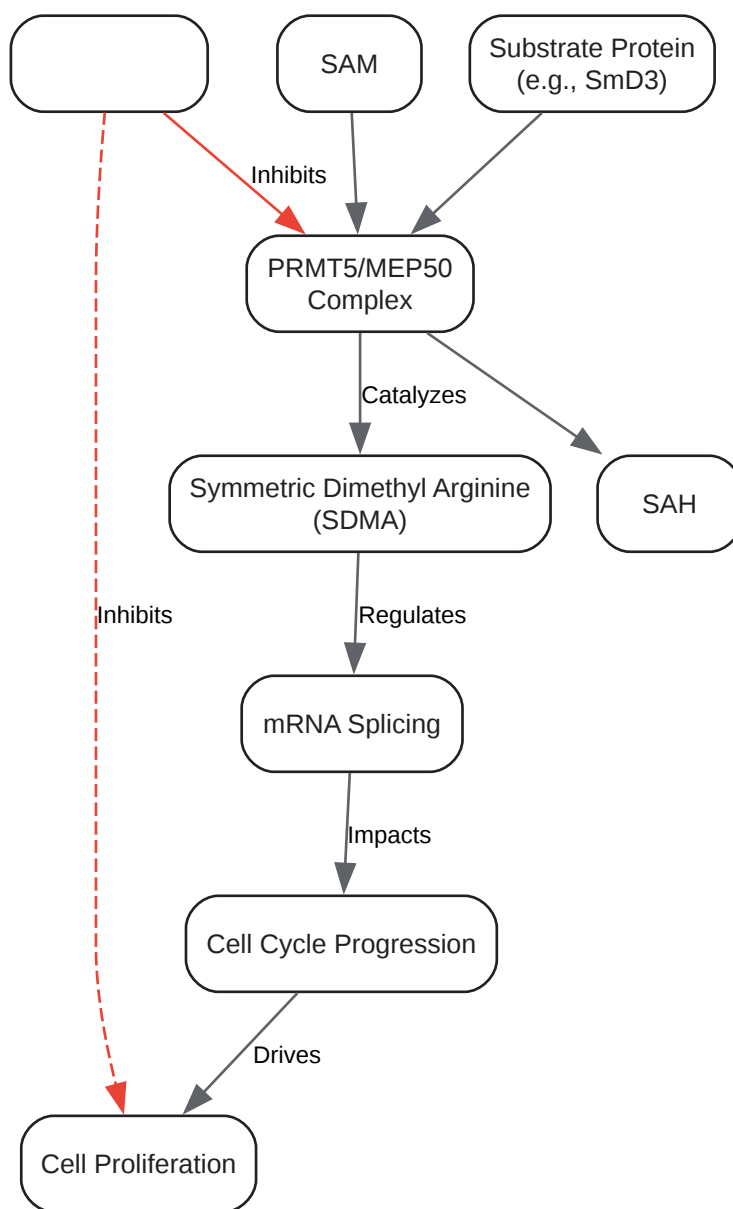 SAM
Substrate Protein
(e.g., SmD3)
Inhibits
PRMT5/MEP50
Complex
Catalyzes
Symmetric Dimethyl Arginine
(SDMA)
SAH
Inhibits
Regulates
mRNA Splicing
Impacts
Cell Cycle Progression
Drives
Cell Proliferation